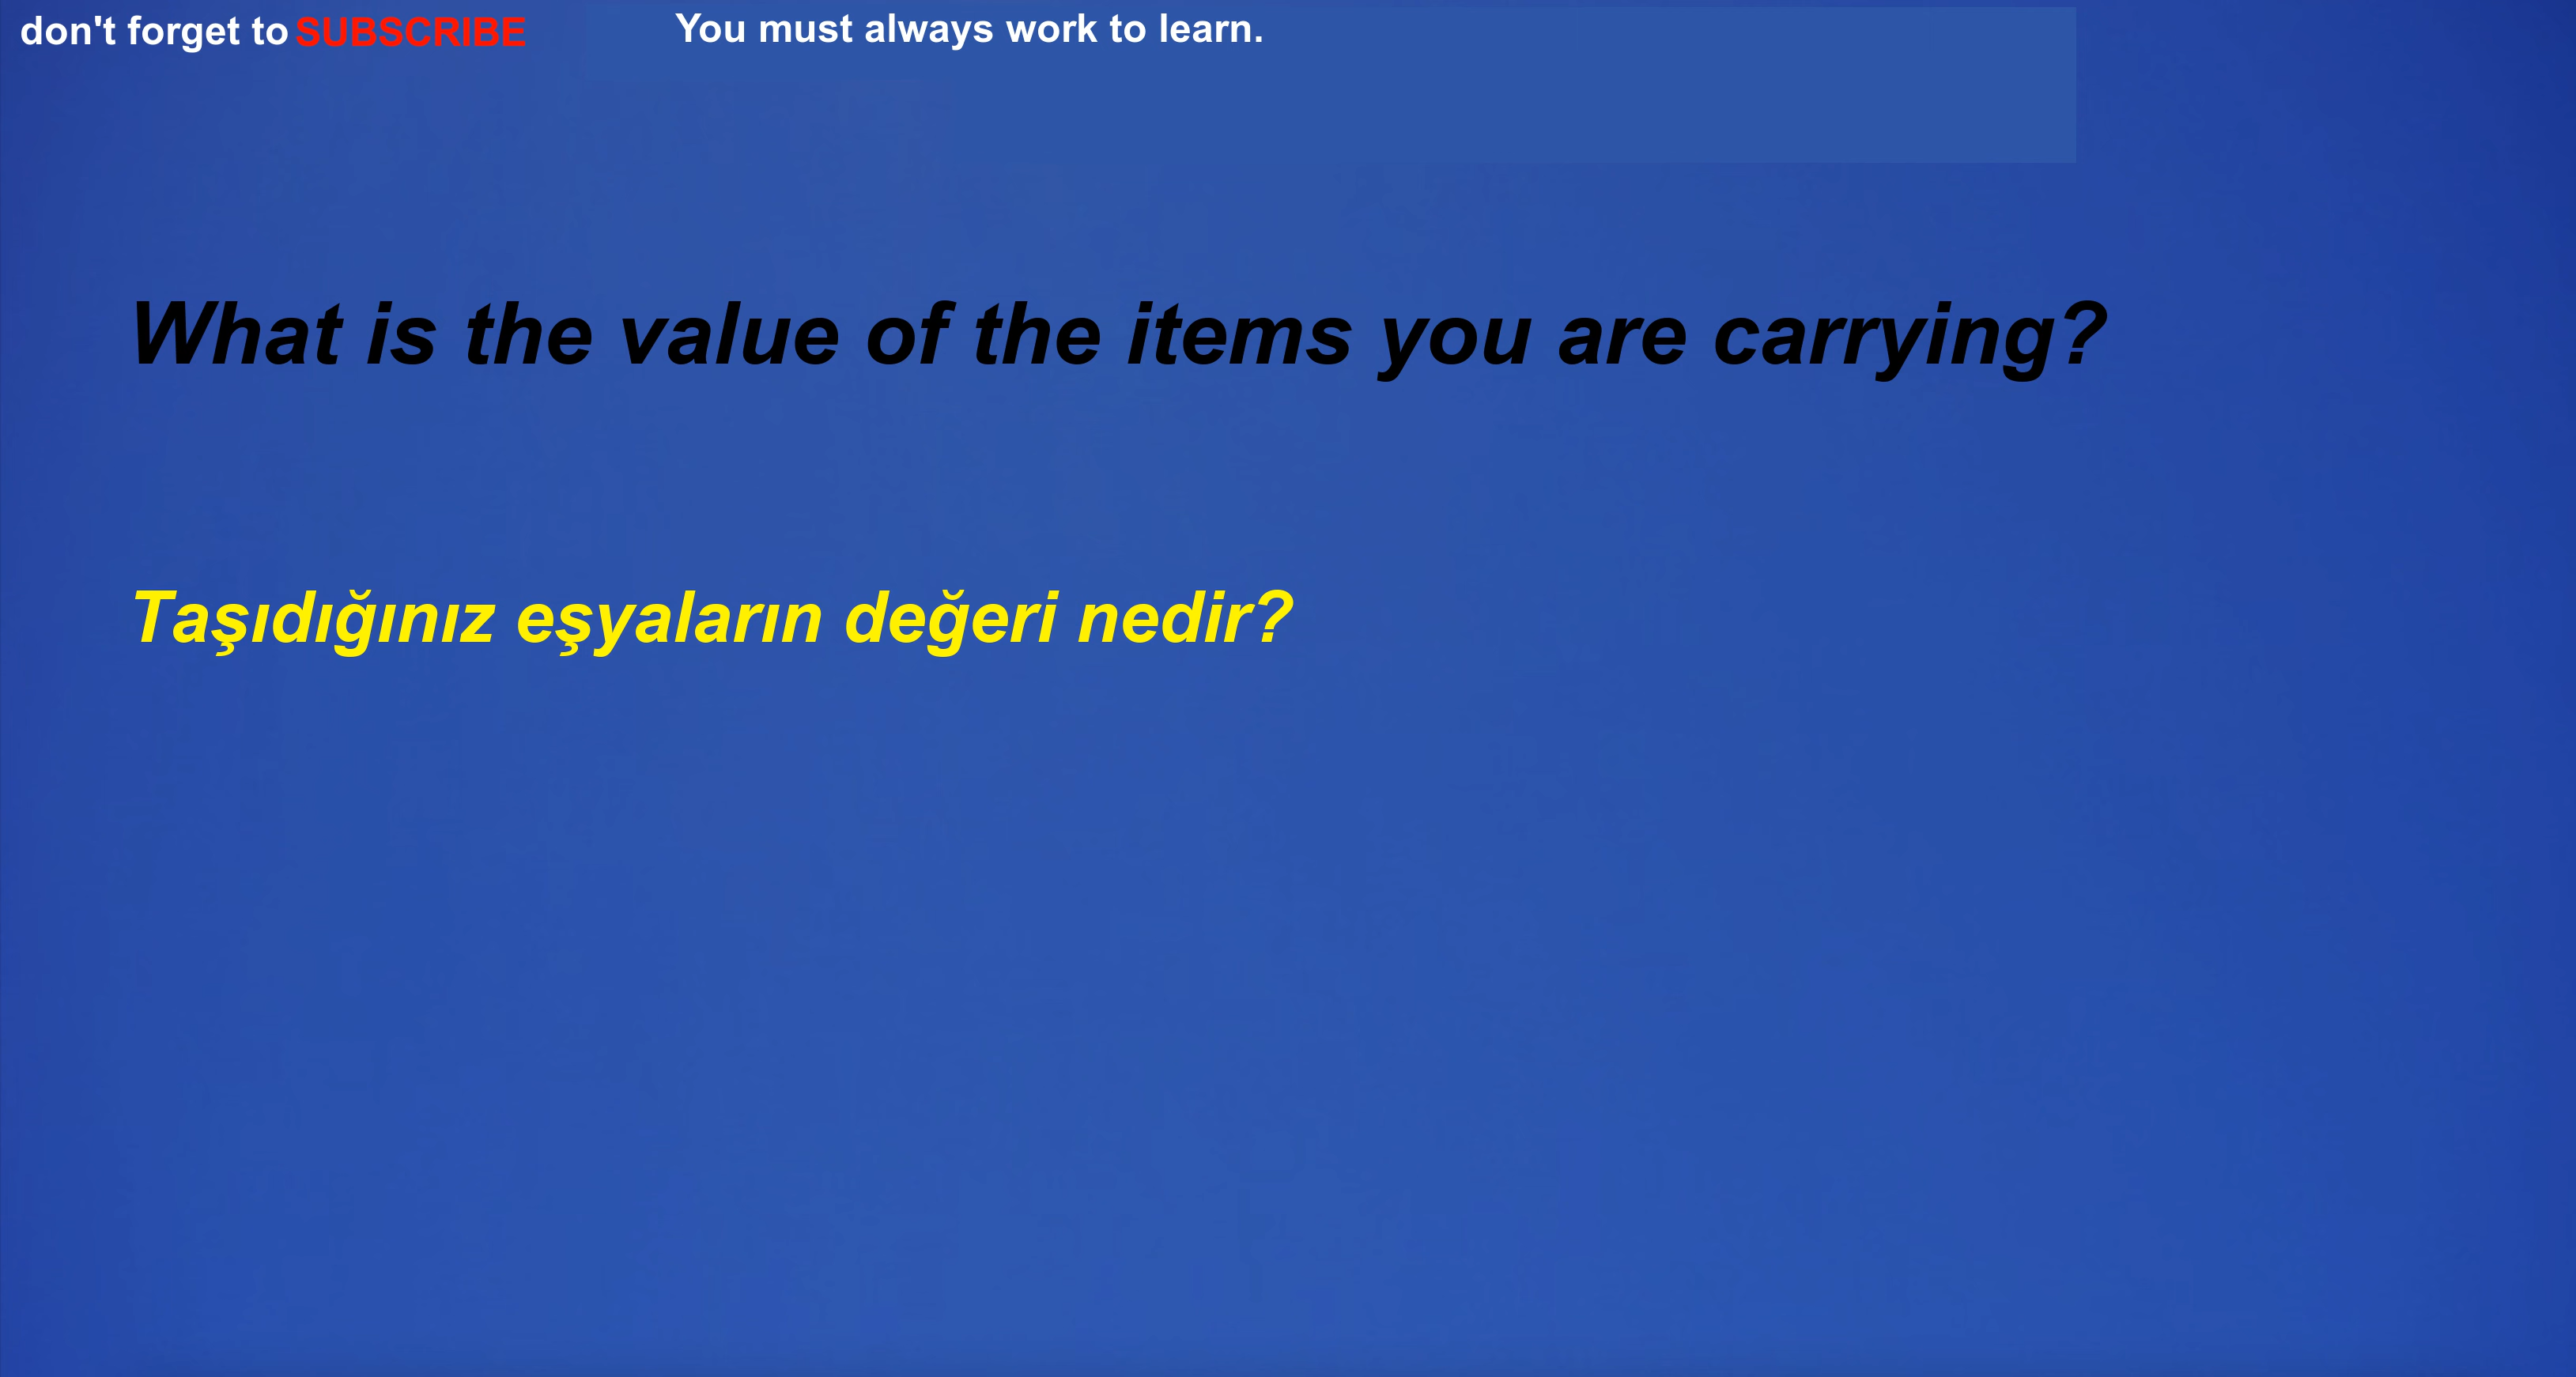 don't forget to SUBSCRIBE You must always work to learn.
What is the value of the items you are carrying?
Taşıdığınız eşyaların değeri nedir?